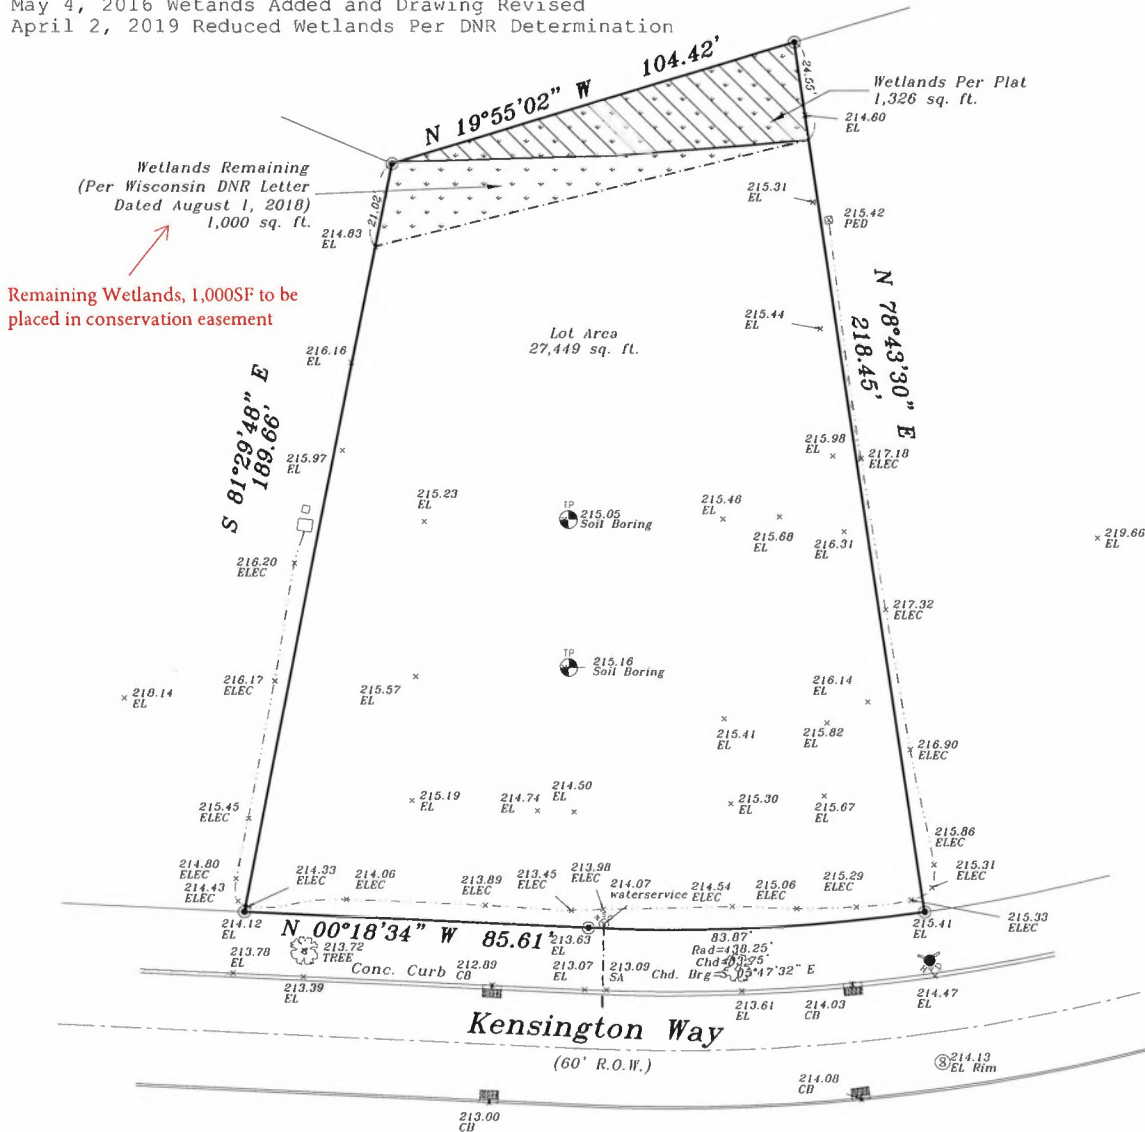 May 4, 2016 Wetands Added and Drawing Revised
April 2, 2019 Reduced Wetlands Per DNR Determination
N 19°55'02" W 104.42'
24.55'
Wetlands Per Plat
1,326 sq. ft.
214.60
EL
Wetlands Remaining
(Per Wisconsin DNR Letter
Dated August 1, 2018)
1,000 sq. ft.
21.02'
214.83
EL
215.31
EL
215.42
PED
Remaining Wetlands, 1,000SF to be
placed in conservation easement
N 78°43'30" E
218.45'
215.44
EL
Lot Area
27,449 sq. ft.
216.16
EL
S 81°29'48" E
189.66'
215.97
EL
215.98
EL
217.18
ELEC
215.23
EL
TP
215.05
Soil Boring
215.46
EL
215.68
EL
216.31
EL
219.66
EL
216.20
ELEC
217.32
ELEC
TP
215.16
Soil Boring
218.14
EL
216.17
ELEC
215.57
EL
216.14
EL
215.41
EL
215.82
EL
216.90
ELEC
215.45
ELEC
215.19
EL
214.74
EL
214.50
EL
215.30
EL
215.67
EL
215.86
ELEC
214.80
ELEC
214.43
ELEC
214.33
ELEC
214.06
ELEC
213.89
ELEC
213.45
ELEC
213.98
ELEC
214.07
waterservice
214.54
ELEC
215.06
ELEC
215.29
ELEC
215.31
ELEC
215.33
ELEC
214.12
EL
N 00°18'34" W 85.61'
213.63
EL
83.87'
Rad=438.25'
Chd.
Chd. Brg=
03°47'32" E
215.41
EL
213.78
EL
213.72
TREE
Conc. Curb
212.89
CB
213.07
EL
213.09
SA
213.39
EL
213.61
EL
214.03
CB
214.47
EL
Kensington Way
(60' R.O.W.)
214.13
EL Rim
S
214.08
CB
213.00
CB